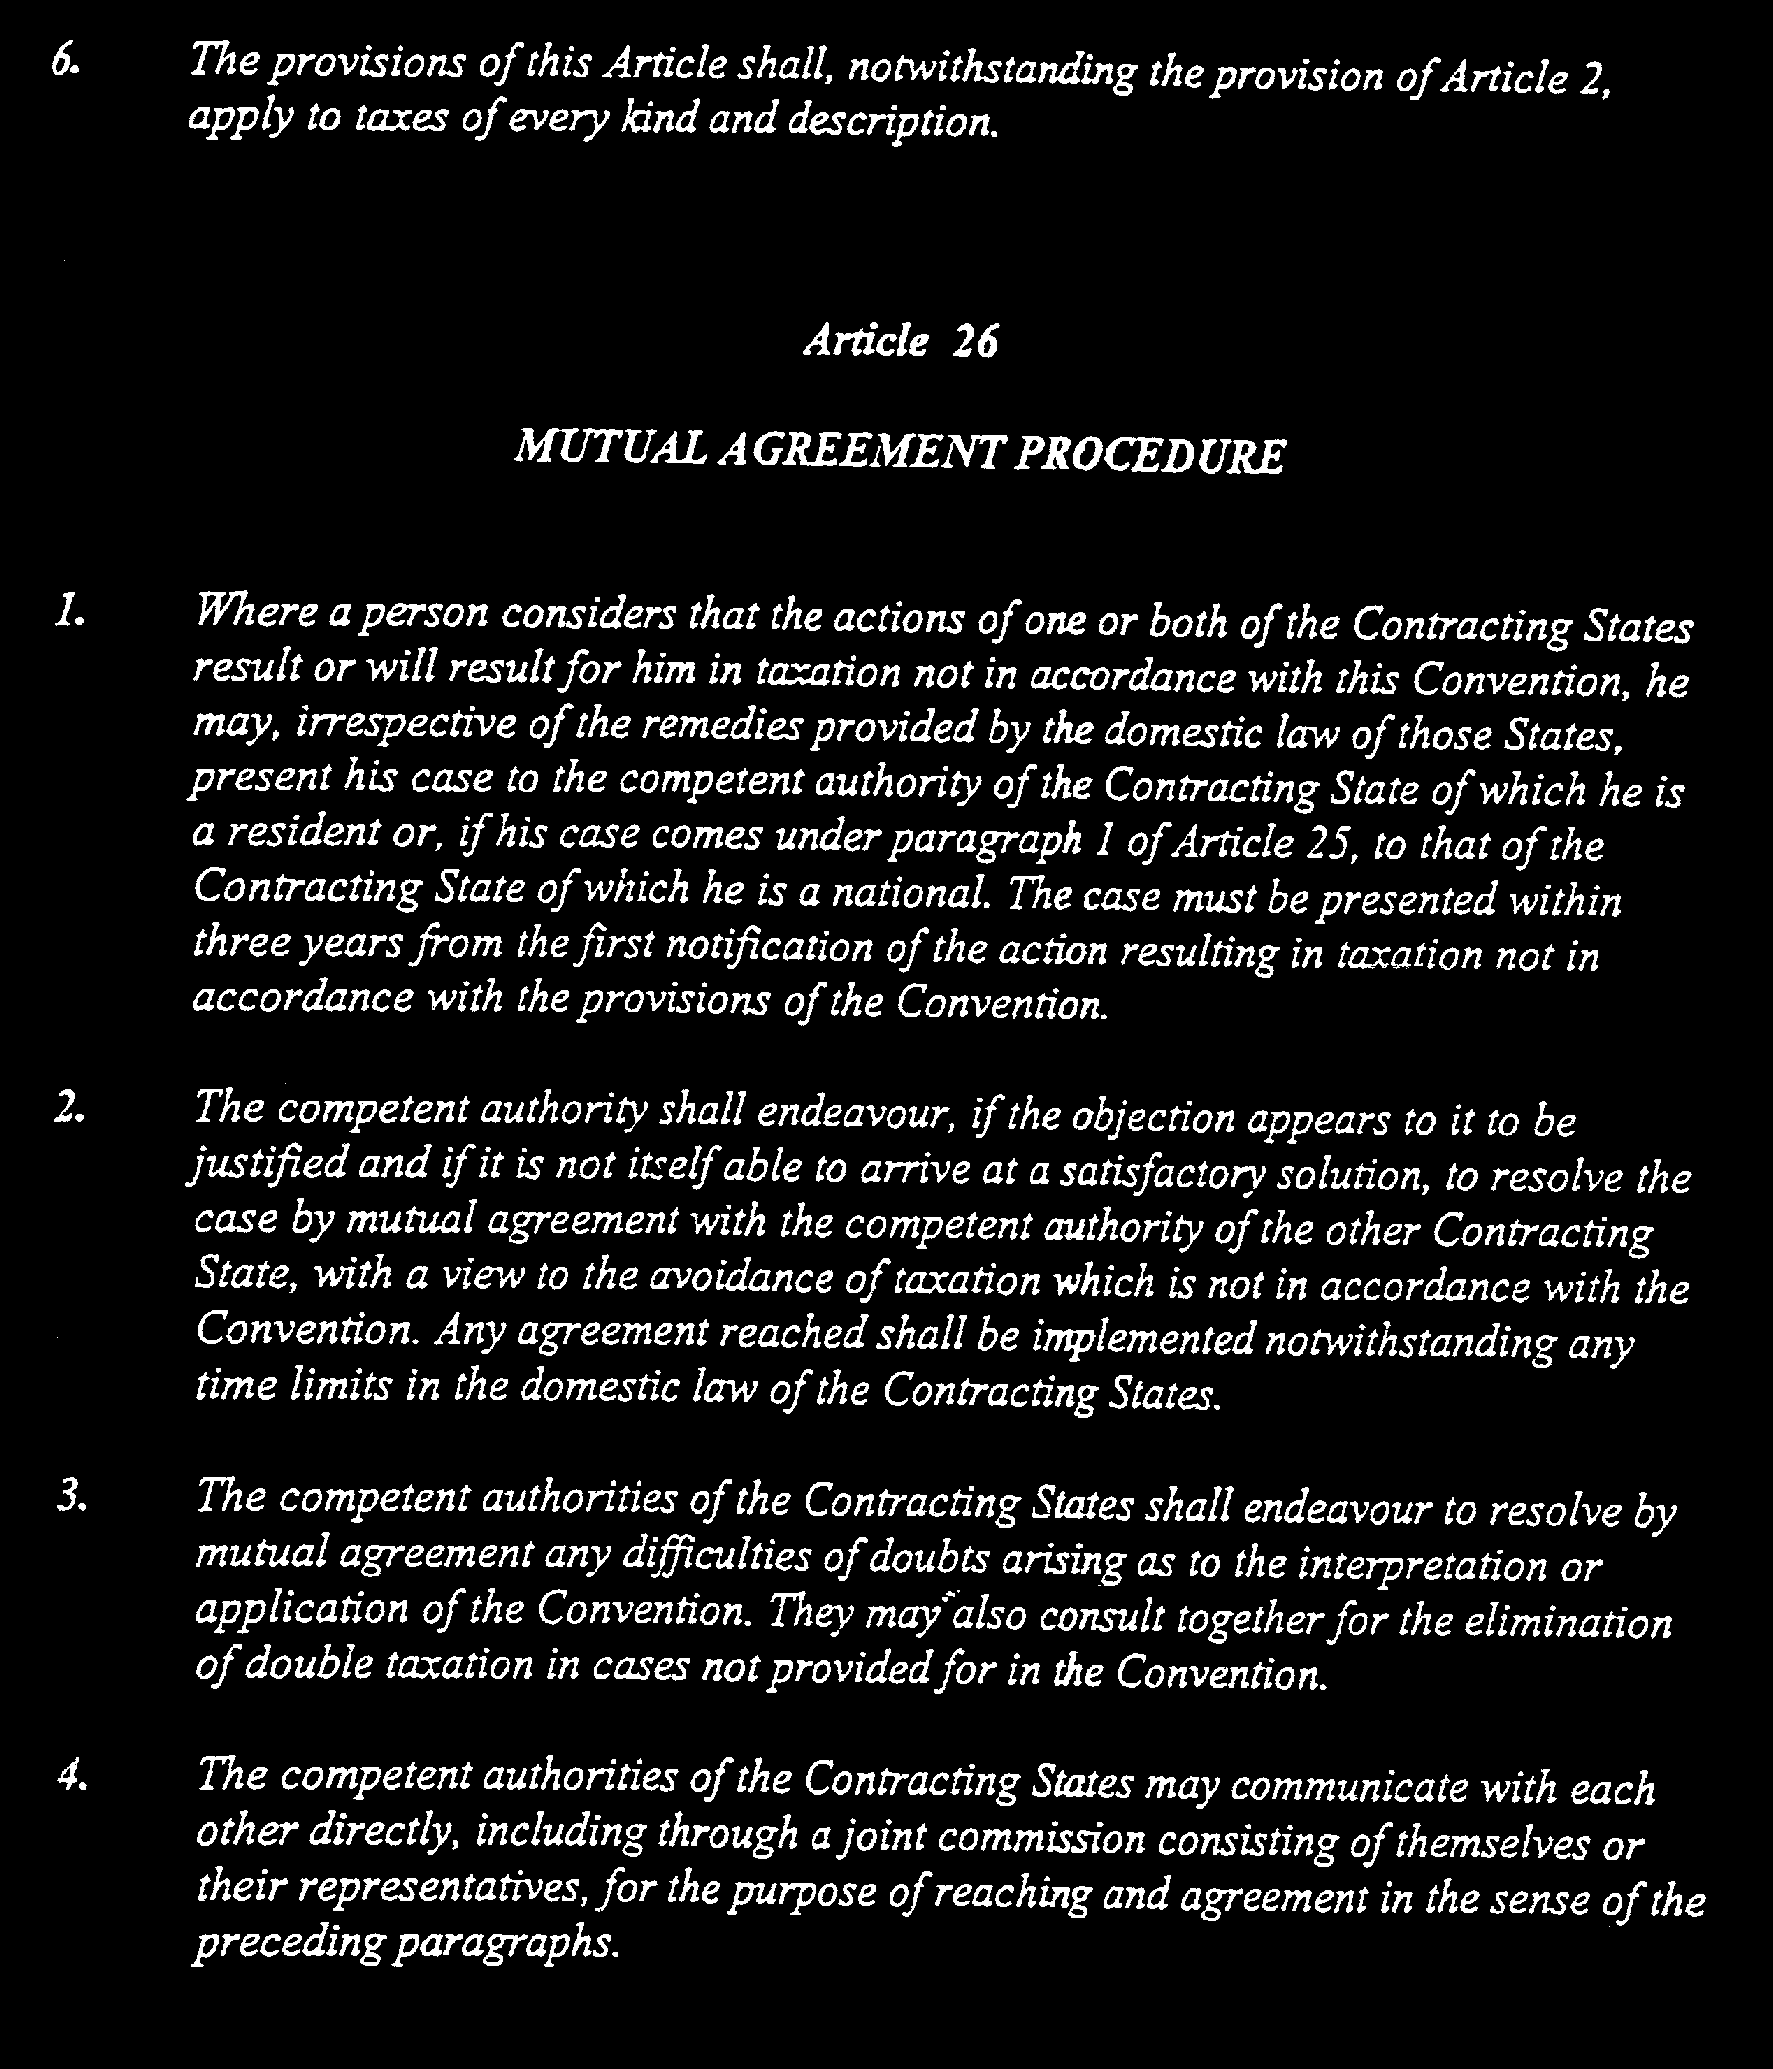 6. The provisions of this Article shall, notwithstanding the provision of Article 2,
apply to taxes of every kind and description.
Article 26
MUTUAL AGREEMENT PROCEDURE
1. Where a person considers that the actions of one or both of the Contracting States
result or will result for him in taxation not in accordance with this Convention, he
may, irrespective of the remedies provided by the domestic law of those States,
present his case to the competent authority of the Contracting State of which he is
a resident or, if his case comes under paragraph 1 of Article 25, to that of the
Contracting State of which he is a national. The case must be presented within
three years from the first notification of the action resulting in taxation not in
accordance with the provisions of the Convention.
2. The competent authority shall endeavour, if the objection appears to it to be
justified and if it is not itself able to arrive at a satisfactory solution, to resolve the
case by mutual agreement with the competent authority of the other Contracting
State, with a view to the avoidance of taxation which is not in accordance with the
Convention. Any agreement reached shall be implemented notwithstanding any
time limits in the domestic law of the Contracting States.
3. The competent authorities of the Contracting States shall endeavour to resolve by
mutual agreement any difficulties of doubts arising as to the interpretation or
application of the Convention. They may also consult together for the elimination
of double taxation in cases not provided for in the Convention.
4. The competent authorities of the Contracting States may communicate with each
other directly, including through a joint commission consisting of themselves or
their representatives, for the purpose of reaching and agreement in the sense of the
preceding paragraphs.